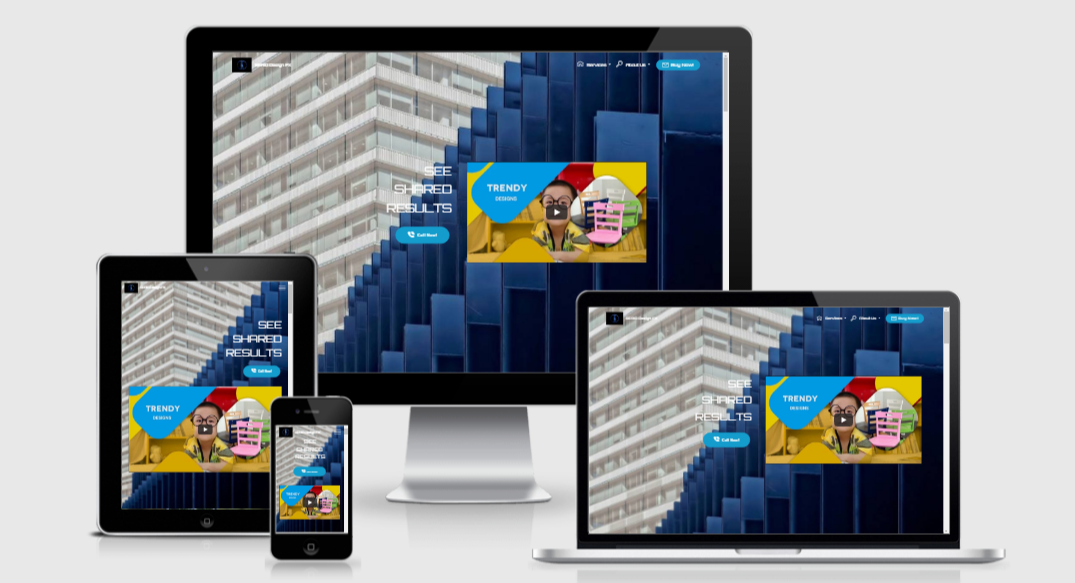 Services
About Us
Buy Now!
SEE
SHARED
RESULTS
Call Now!
TRENDY
DESIGNS
SEE
SHARED
RESULTS
Call Now!
TRENDY
DESIGNS
SEE
SHARED
RESULTS
TRENDY
Services
About Us
Buy Now!
SEE
SHARED
RESULTS
Call Now!
TRENDY
DESIGNS